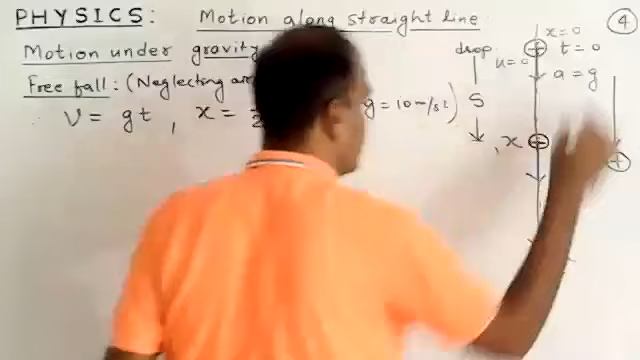 PHYSICS: Motion along straight line
4
Motion under gravity
Free fall: (Neglecting
g = 10 m/s²)
∴ v = gt, x =
drop
u = 0
x = 0
t = 0
a = g
S
, x
+